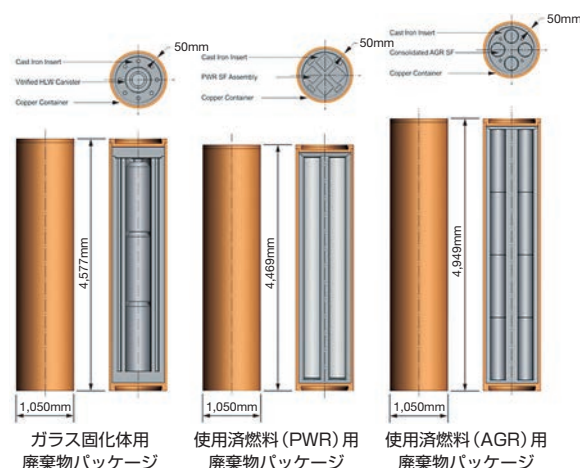 50mm
Cast Iron Insert
Vitrified HLW Canister
Copper Container
4,577mm
1,050mm
ガラス固化体用
廃棄物パッケージ
50mm
Cast Iron Insert
PWR SF Assembly
Copper Container
4,469mm
1,050mm
使用済燃料(PWR)用
廃棄物パッケージ
50mm
Cast Iron Insert
Consolidated AGR SF
Copper Container
4,949mm
1,050mm
使用済燃料(AGR)用
廃棄物パッケージ